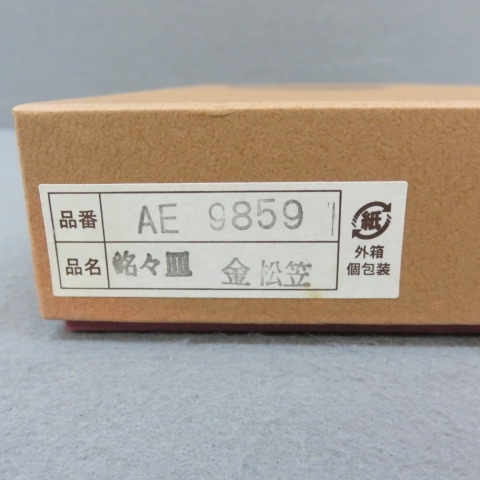 品番 AE 9859
品名 銘々皿 金松笠
紙
外箱
個包装